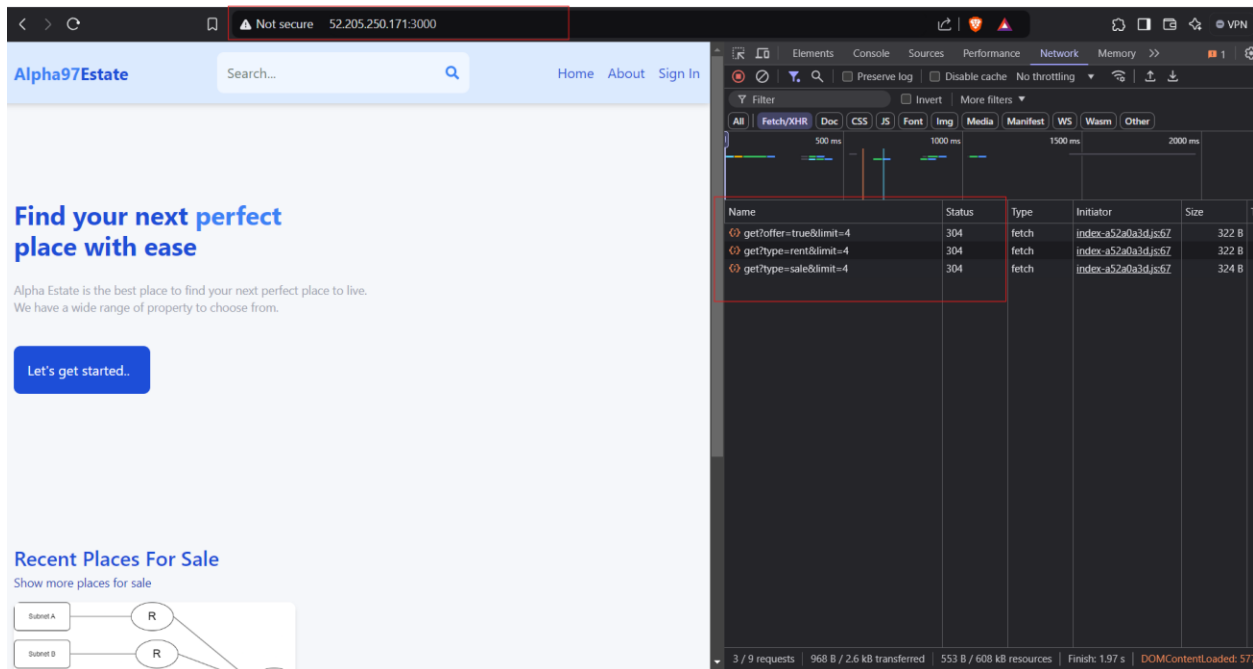 Not secure 52.205.250.171:3000
VPN
Alpha97Estate
Search...
Home About Sign In
Find your next perfect
place with ease
Alpha Estate is the best place to find your next perfect place to live.
We have a wide range of property to choose from.
Let's get started..
Recent Places For Sale
Show more places for sale
Subnet A
R
Subnet B
R
Elements Console Sources Performance Network Memory
1
Preserve log Disable cache No throttling
Filter Invert More filters
All Fetch/XHR Doc CSS JS Font Img Media Manifest WS Wasm Other
500 ms 1000 ms 1500 ms 2000 ms
Name Status Type Initiator Size
get?offer=true&limit=4 304 fetch index-a52a0a3d.js:67 322 B
get?type=rent&limit=4 304 fetch index-a52a0a3d.js:67 322 B
get?type=sale&limit=4 304 fetch index-a52a0a3d.js:67 324 B
3 / 9 requests 968 B / 2.6 kB transferred 553 B / 608 kB resources Finish: 1.97 s DOMContentLoaded: